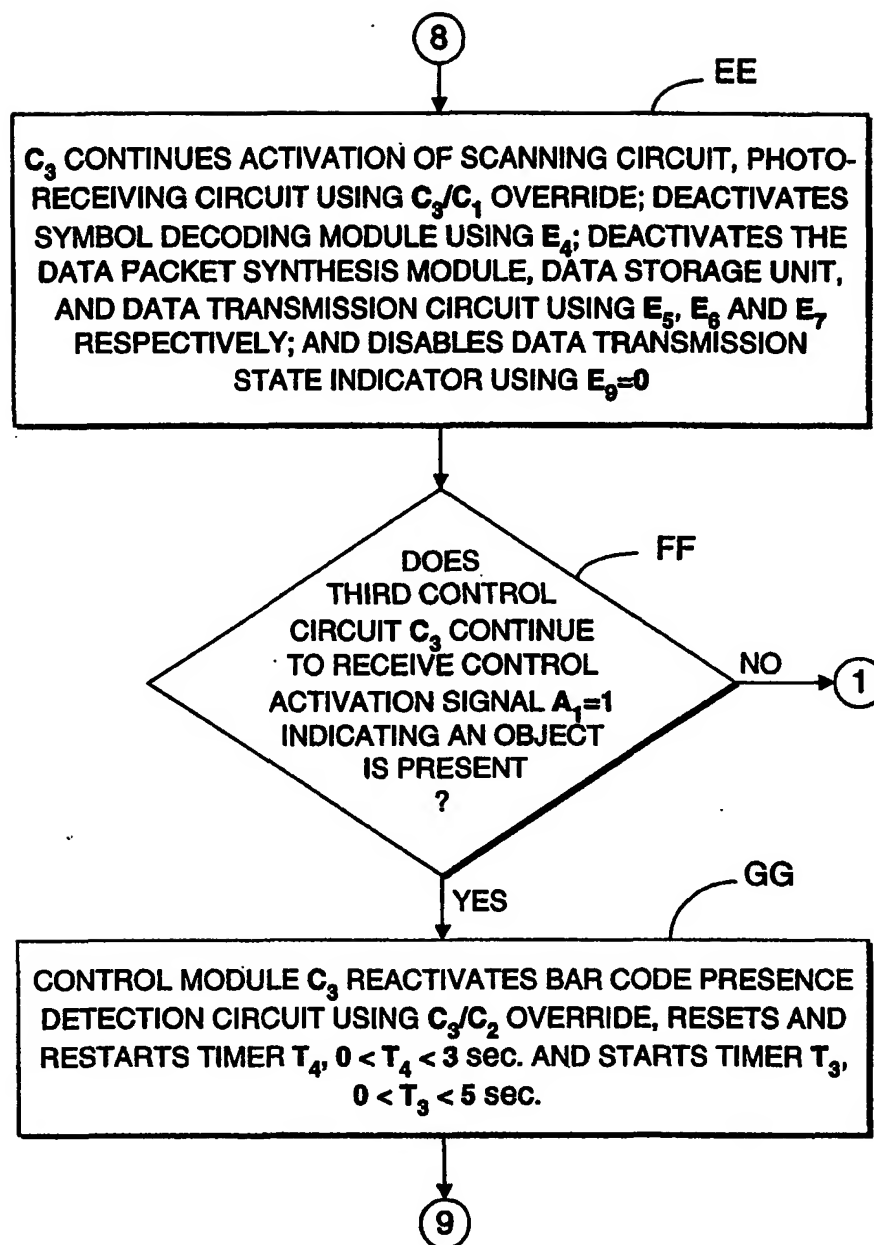 8
EE
C₃ CONTINUES ACTIVATION OF SCANNING CIRCUIT, PHOTO-
RECEIVING CIRCUIT USING C₃/C₁ OVERRIDE; DEACTIVATES
SYMBOL DECODING MODULE USING E₄; DEACTIVATES THE
DATA PACKET SYNTHESIS MODULE, DATA STORAGE UNIT,
AND DATA TRANSMISSION CIRCUIT USING E₅, E₆ AND E₇
RESPECTIVELY; AND DISABLES DATA TRANSMISSION
STATE INDICATOR USING E₉=0
FF
DOES
THIRD CONTROL
CIRCUIT C₃ CONTINUE
TO RECEIVE CONTROL
ACTIVATION SIGNAL A₁=1
INDICATING AN OBJECT
IS PRESENT
?
NO
1
YES
GG
CONTROL MODULE C₃ REACTIVATES BAR CODE PRESENCE
DETECTION CIRCUIT USING C₃/C₂ OVERRIDE, RESETS AND
RESTARTS TIMER T₄, 0 < T₄ < 3 sec. AND STARTS TIMER T₃,
0 < T₃ < 5 sec.
9